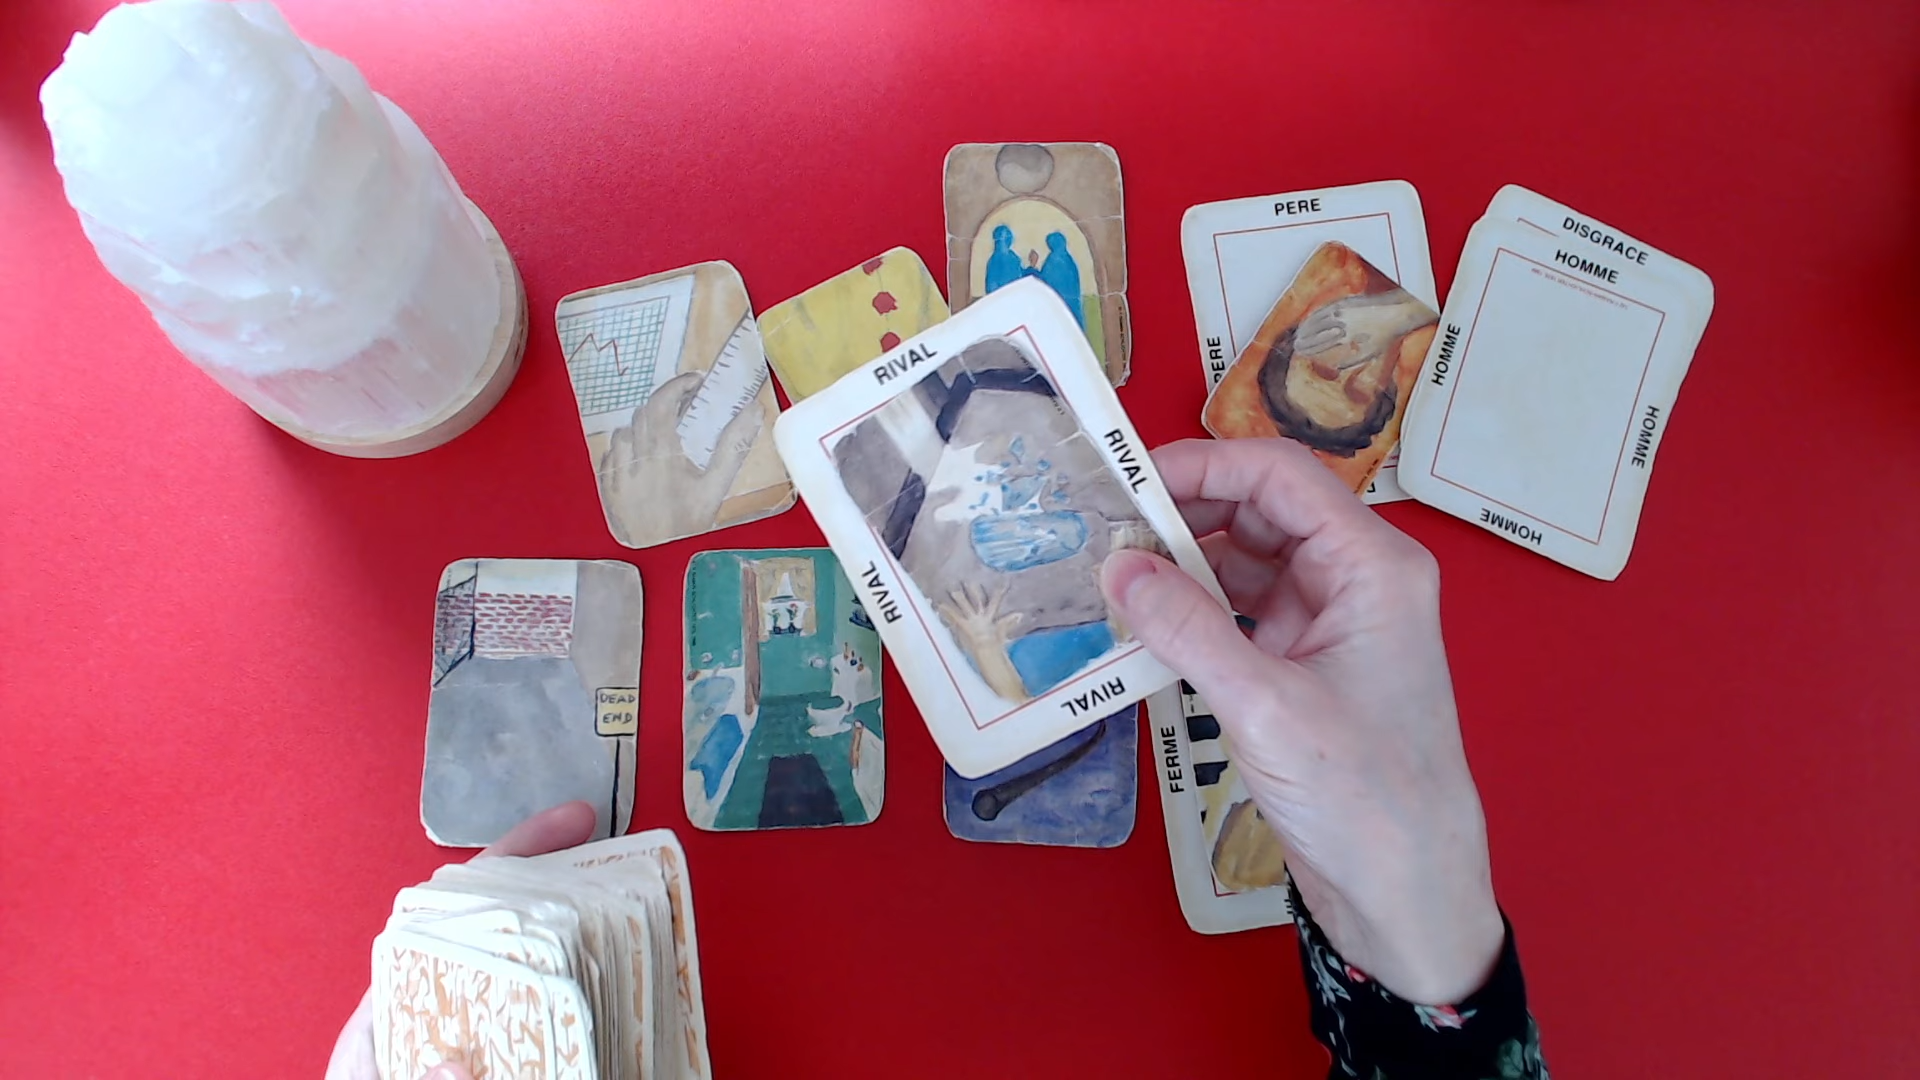 PERE
PERE
DISGRACE
HOMME
HOMME
HOMME
HOMME
RIVAL
RIVAL
RIVAL
RIVAL
DEAD
END
FERME